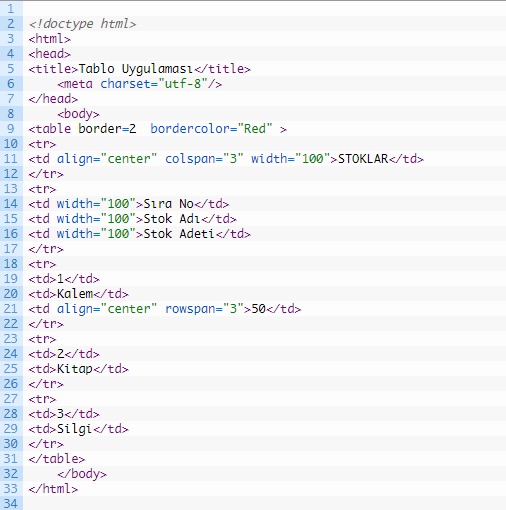 1
2 <!doctype html>
3 <html>
4 <head>
5 <title>Tablo Uygulaması</title>
6     <meta charset="utf-8"/>
7 </head>
8     <body>
9 <table border=2  bordercolor="Red" >
10 <tr>
11 <td align="center" colspan="3" width="100">STOKLAR</td>
12 </tr>
13 <tr>
14 <td width="100">Sıra No</td>
15 <td width="100">Stok Adı</td>
16 <td width="100">Stok Adeti</td>
17 </tr>
18 <tr>
19 <td>1</td>
20 <td>Kalem</td>
21 <td align="center" rowspan="3">50</td>
22 </tr>
23 <tr>
24 <td>2</td>
25 <td>Kitap</td>
26 </tr>
27 <tr>
28 <td>3</td>
29 <td>Silgi</td>
30 </tr>
31 </table>
32     </body>
33 </html>
34